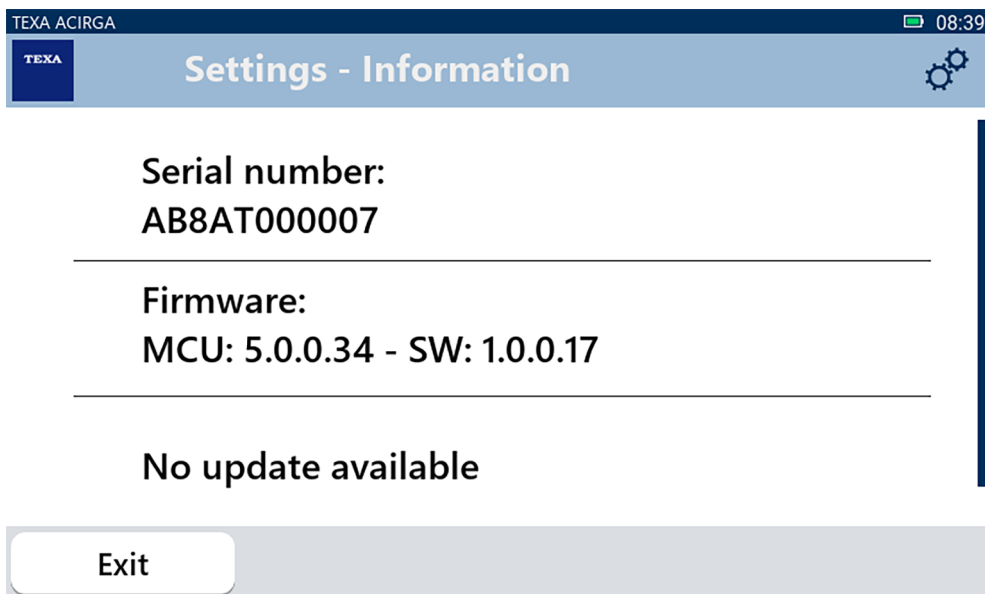 TEXA ACIRGA 08:39
TEXA Settings - Information
Serial number:
AB8AT000007
Firmware:
MCU: 5.0.0.34 - SW: 1.0.0.17
No update available
Exit